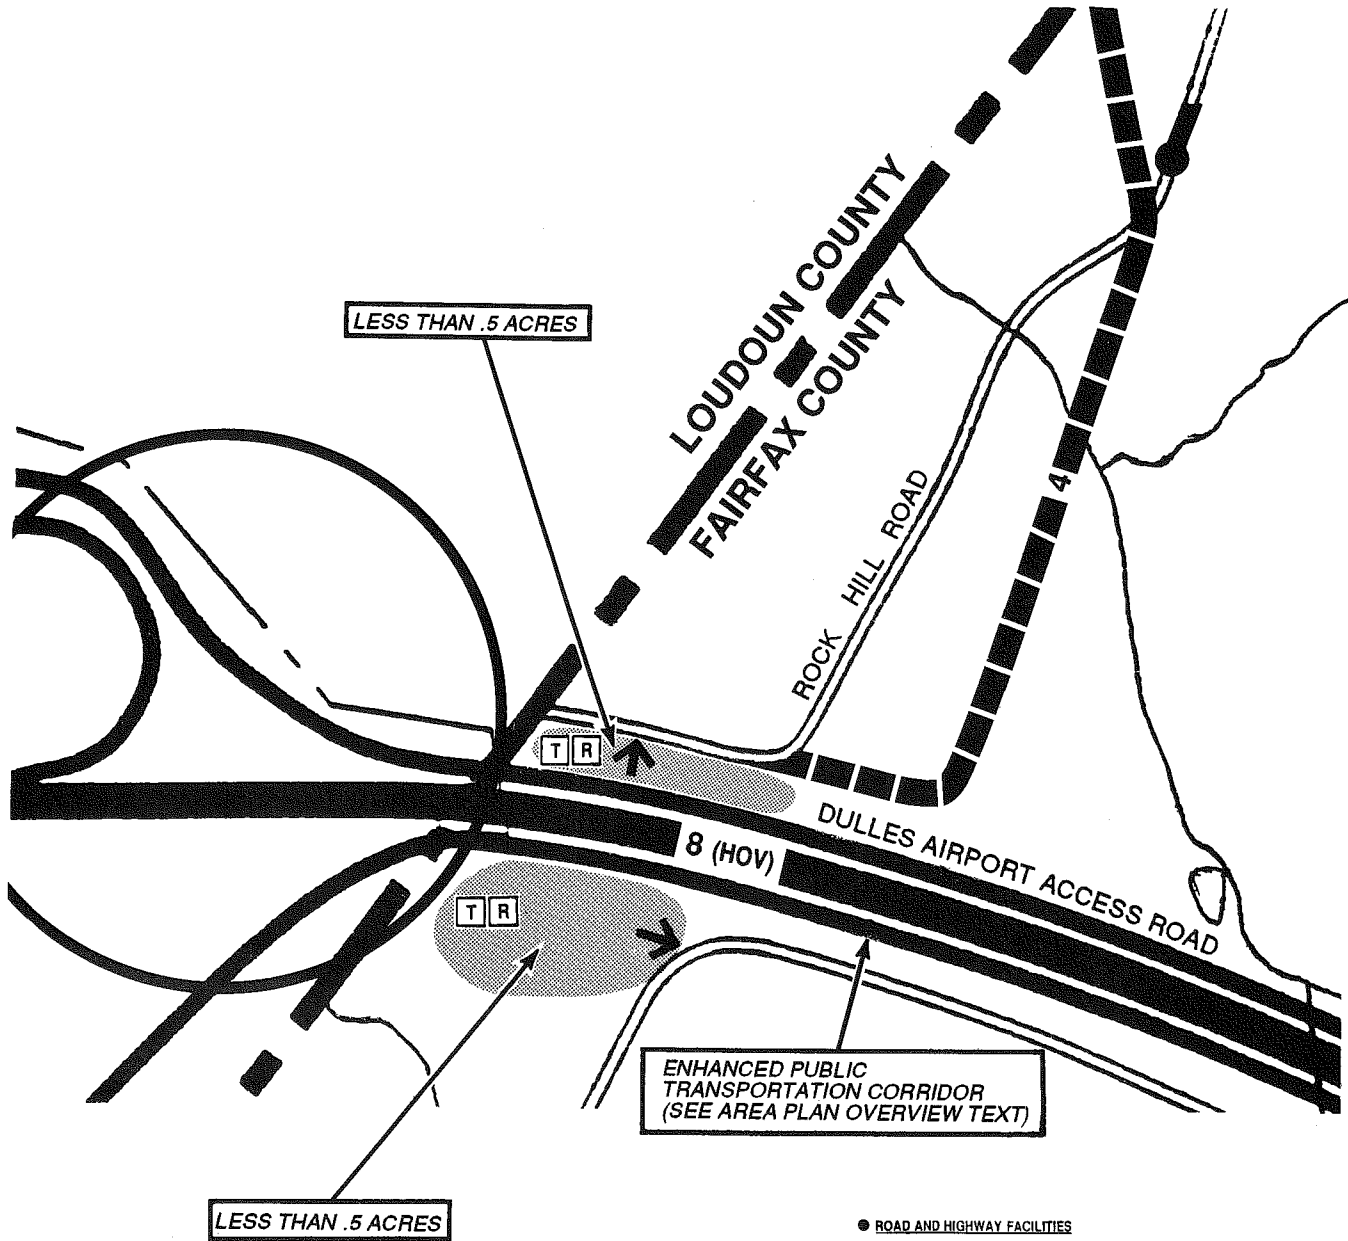 LOUDOUN COUNTY
FAIRFAX COUNTY
LESS THAN .5 ACRES
4
ROCK HILL ROAD
T R
DULLES AIRPORT ACCESS ROAD
8 (HOV)
T R
ENHANCED PUBLIC
TRANSPORTATION CORRIDOR
(SEE AREA PLAN OVERVIEW TEXT)
LESS THAN .5 ACRES
● ROAD AND HIGHWAY FACILITIES